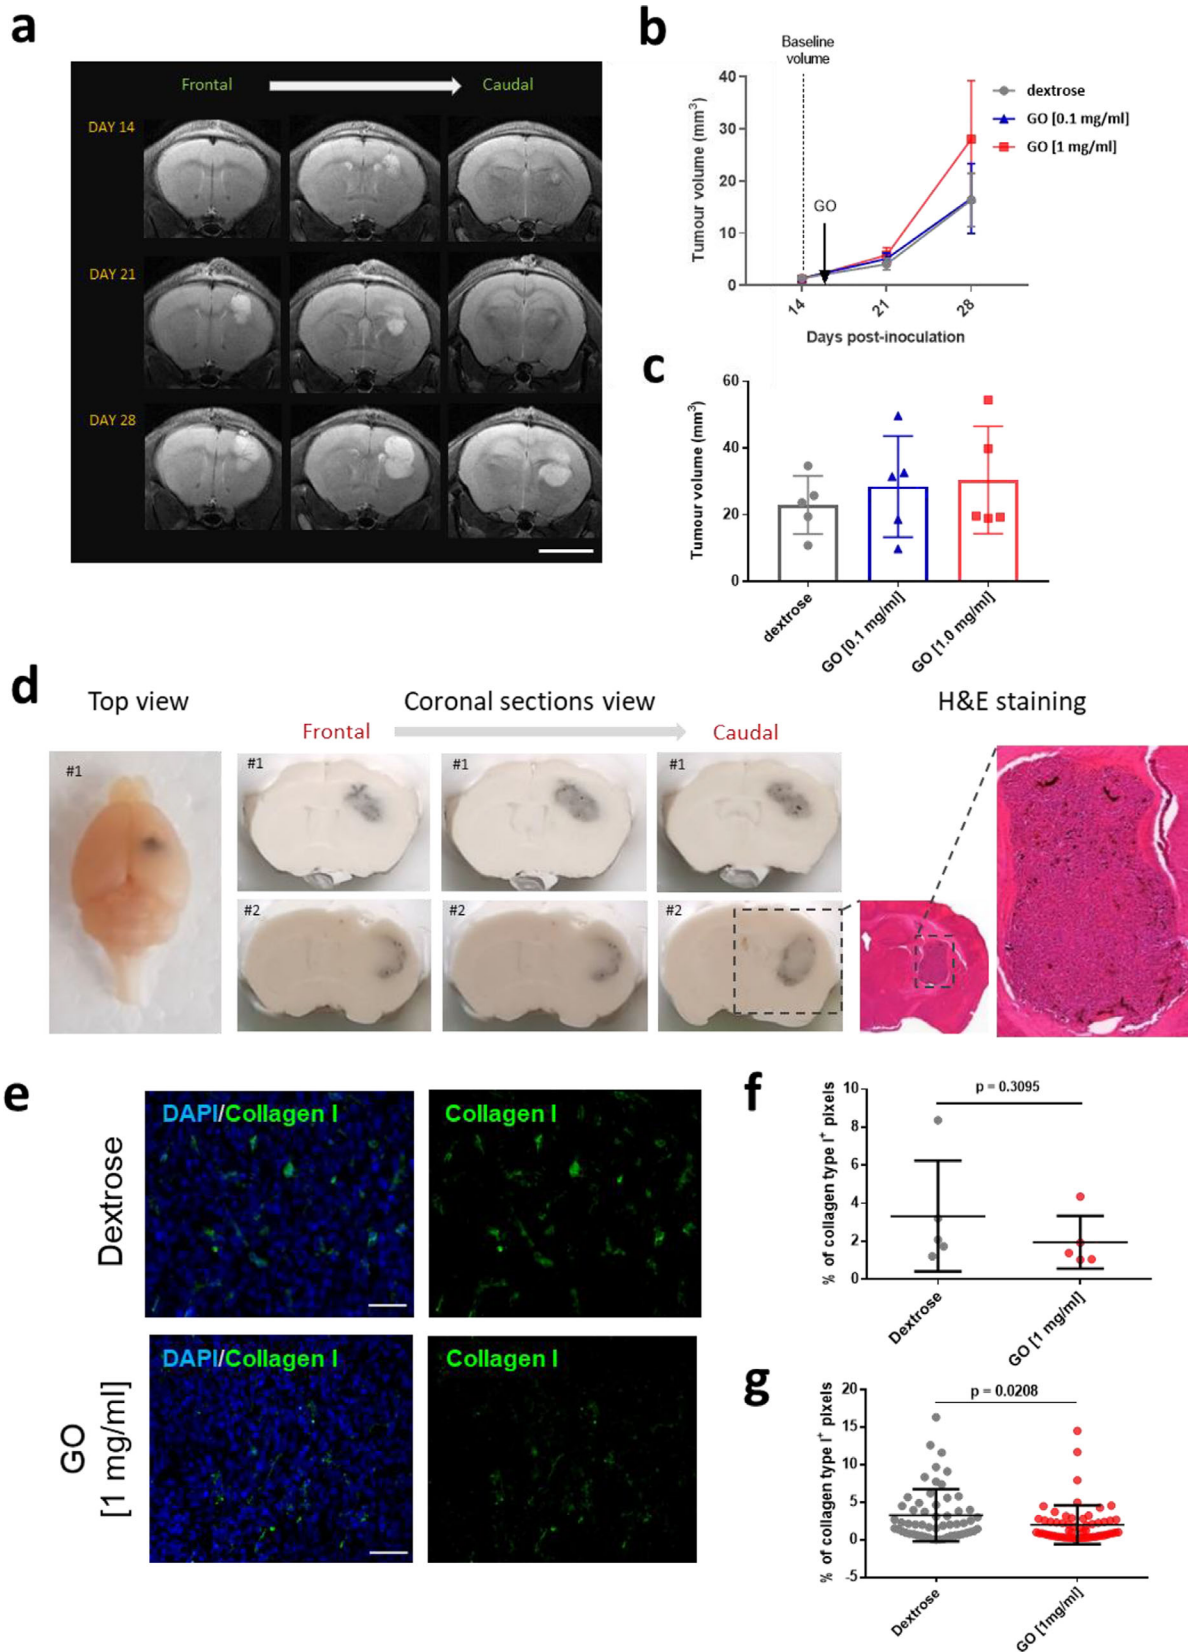 a
Frontal
Caudal
DAY 14
DAY 21
DAY 28
b
Baseline
volume
40
30
20
10
0
Tumour volume (mm³)
GO
14
21
28
Days post-inoculation
dextrose
GO [0.1 mg/ml]
GO [1 mg/ml]
c
60
40
20
0
Tumour volume (mm³)
dextrose
GO [0.1 mg/ml]
GO [1.0 mg/ml]
d
Top view
Coronal sections view
H&E staining
Frontal
Caudal
#1
#1
#1
#1
#2
#2
#2
e
Dextrose
DAPI/Collagen I
Collagen I
GO
[1 mg/ml]
DAPI/Collagen I
Collagen I
f
% of collagen type I⁺ pixels
10
8
6
4
2
0
p = 0.3095
Dextrose
GO [1 mg/ml]
g
% of collagen type I⁺ pixels
20
15
10
5
0
-5
p = 0.0208
Dextrose
GO [1mg/ml]